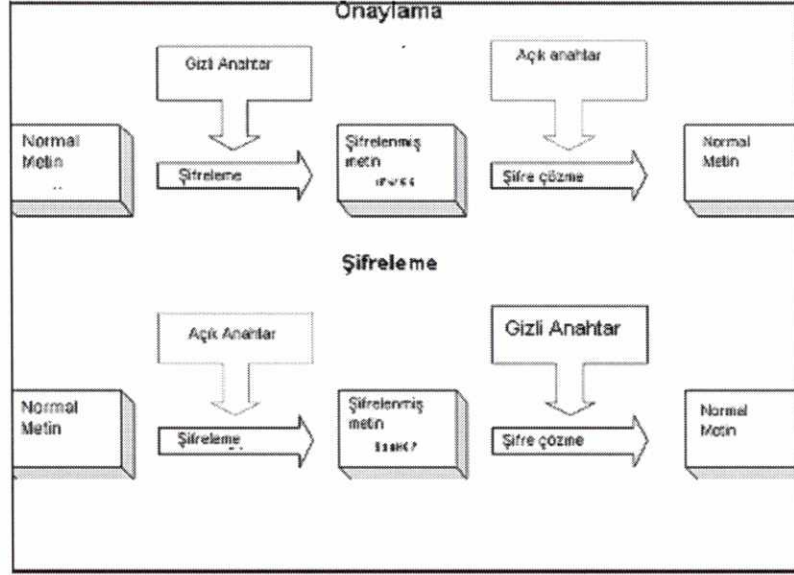 Onaylama
Gizli Anahtar
Açık anahtar
Normal
Metin
Şifreleme
Şifrelenmiş
metin
Şifre çözme
Normal
Metin
Şifreleme
Açık Anahtar
Gizli Anahtar
Normal
Metin
Şifreleme
Şifrelenmiş
metin
Şifre çözme
Normal
Metin